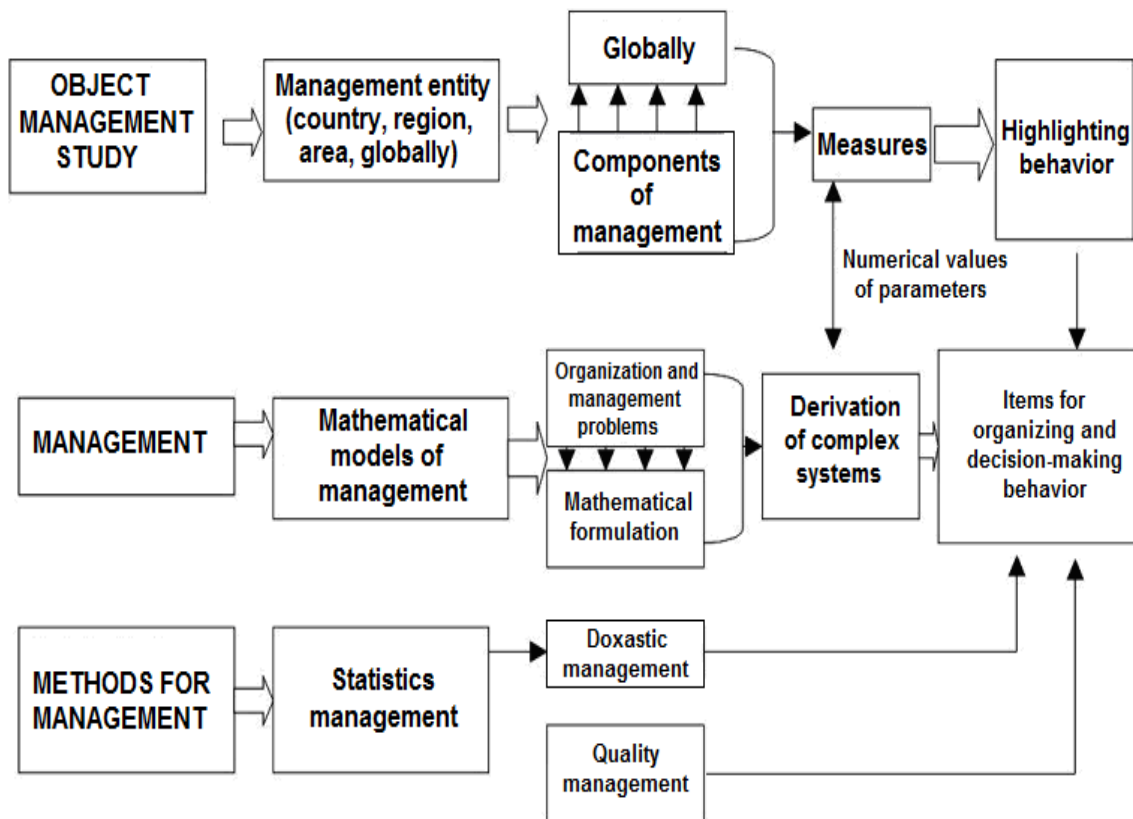 OBJECT
MANAGEMENT
STUDY
Management entity
(country, region,
area, globally)
Globally
Components
of
management
Measures
Highlighting
behavior
Numerical values
of parameters
MANAGEMENT
Mathematical
models of
management
Organization and
management
problems
Mathematical
formulation
Derivation
of complex
systems
Items for
organizing and
decision-making
behavior
METHODS FOR
MANAGEMENT
Statistics
management
Doxastic
management
Quality
management